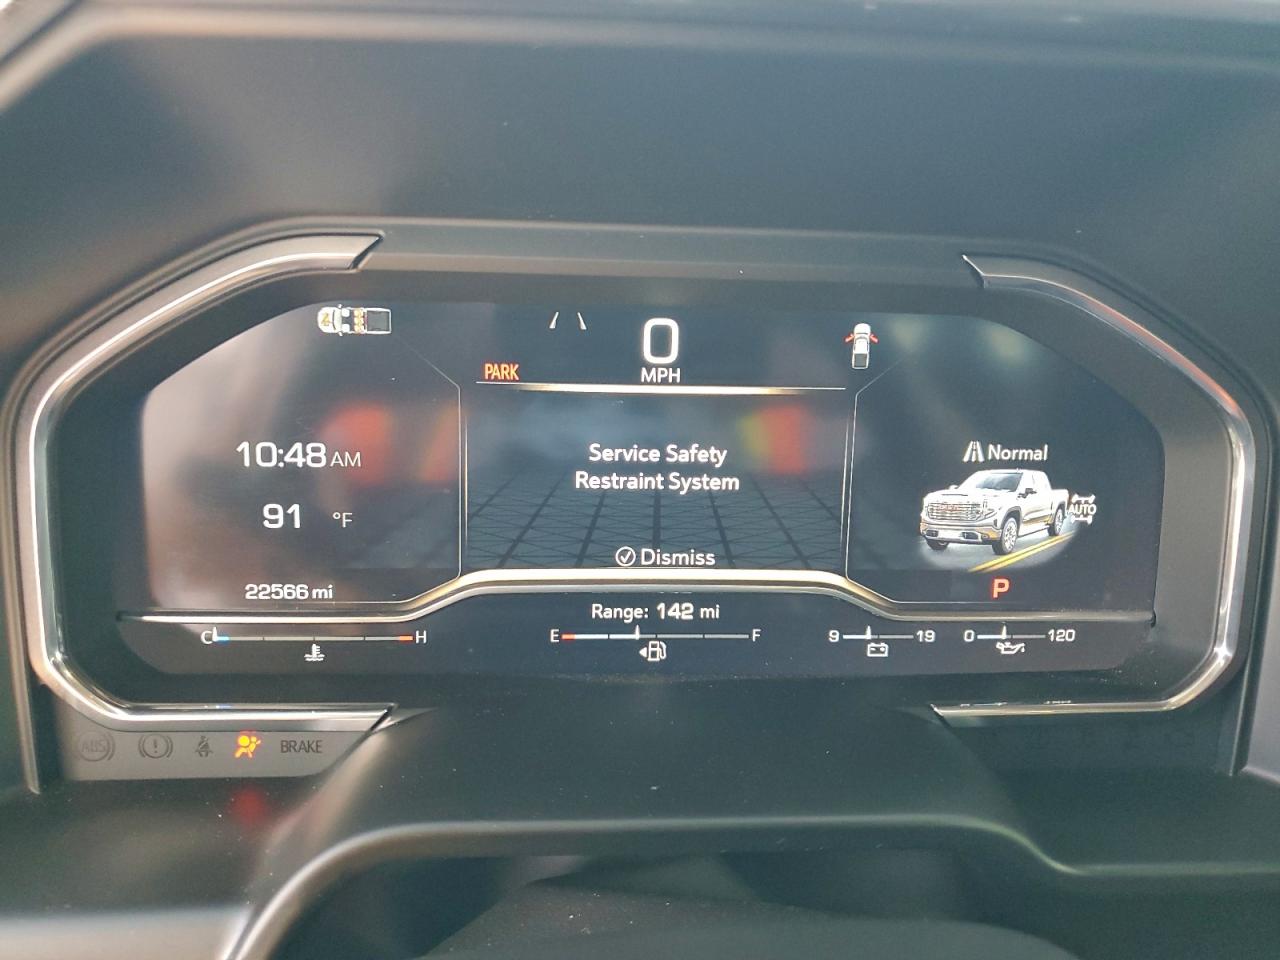 0
MPH
PARK
10:48 AM
91 °F
22566 mi
Service Safety
Restraint System
Dismiss
Normal
AUTO
P
Range: 142 mi
C H
E F
9 19
0 120
ABS
BRAKE